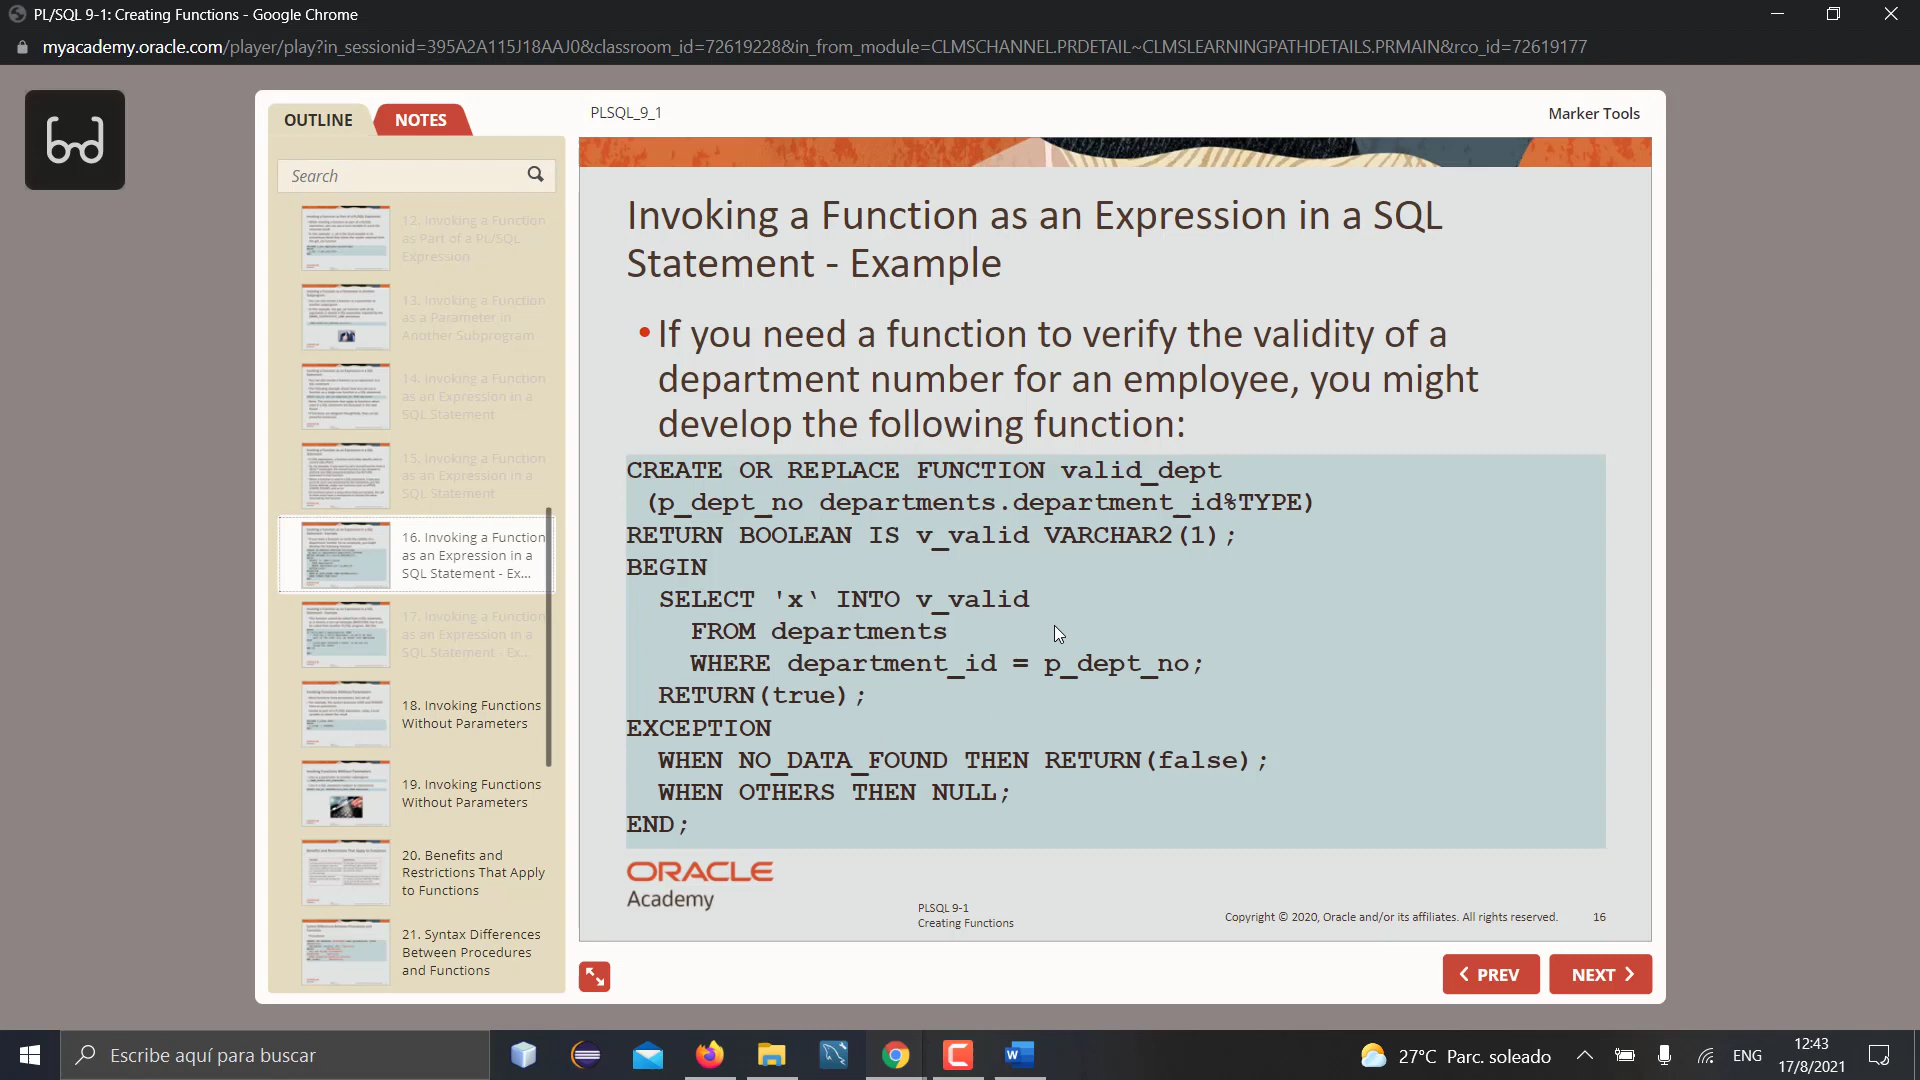 PL/SQL 9-1: Creating Functions - Google Chrome
myacademy.oracle.com/player/play?in_sessionid=395A2A115J18AAJ0&classroom_id=72619228&in_from_module=CLMSCHANNEL.PRDETAIL~CLMSLEARNINGPATHDETAILS.PRMAIN&rco_id=72619177
OUTLINE
NOTES
Search
12. Invoking a Function
as Part of a PL/SQL
Expression
13. Invoking a Function
as a Parameter in
Another Subprogram
14. Invoking a Function
as an Expression in a
SQL Statement
15. Invoking a Function
as an Expression in a
SQL Statement
16. Invoking a Function
as an Expression in a
SQL Statement - Ex...
17. Invoking a Function
as an Expression in a
SQL Statement - Ex...
18. Invoking Functions
Without Parameters
19. Invoking Functions
Without Parameters
20. Benefits and
Restrictions That Apply
to Functions
21. Syntax Differences
Between Procedures
and Functions
PLSQL_9_1
Marker Tools
Invoking a Function as an Expression in a SQL
Statement - Example
• If you need a function to verify the validity of a
department number for an employee, you might
develop the following function:
CREATE OR REPLACE FUNCTION valid_dept
(p_dept_no departments.department_id%TYPE)
RETURN BOOLEAN IS v_valid VARCHAR2(1);
BEGIN
SELECT 'x‘ INTO v_valid
FROM departments
WHERE department_id = p_dept_no;
RETURN(true);
EXCEPTION
WHEN NO_DATA_FOUND THEN RETURN(false);
WHEN OTHERS THEN NULL;
END;
ORACLE
Academy
PLSQL 9-1
Creating Functions
Copyright © 2020, Oracle and/or its affiliates. All rights reserved.
16
PREV
NEXT
Escribe aquí para buscar
27°C Parc. soleado
ENG
12:43
17/8/2021